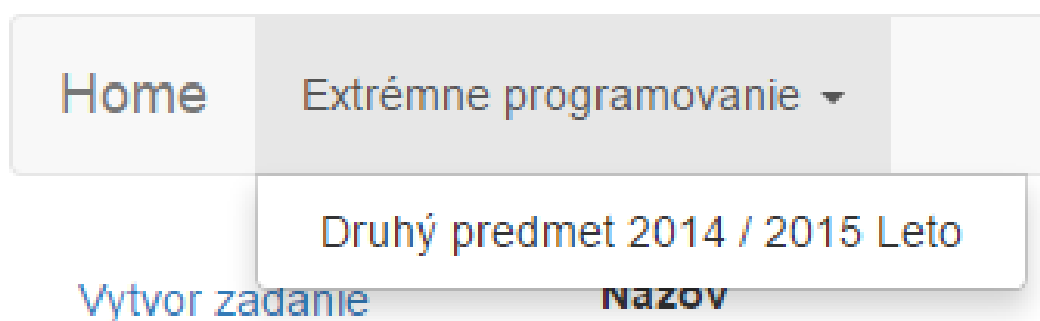 Home Extrémne programovanie
Druhý predmet 2014 / 2015 Leto
Vytvor zadanie Názov